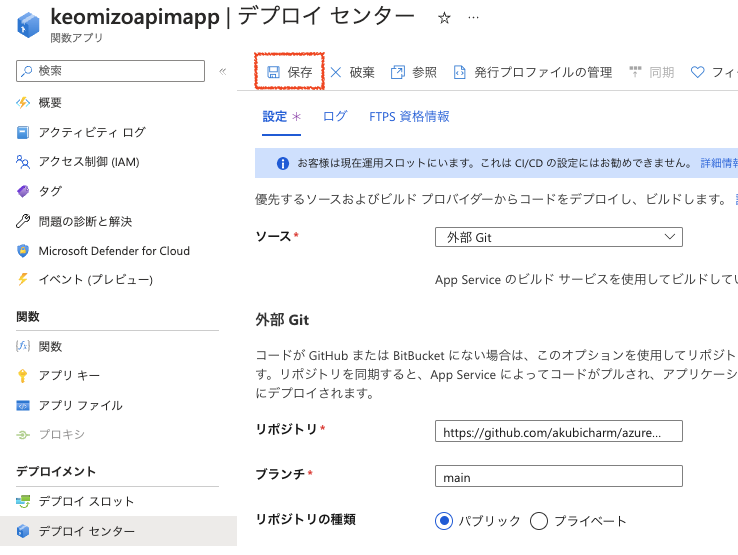 keomizoapimapp | デプロイ センター
関数アプリ
検索
保存 破棄 参照 発行プロファイルの管理 同期 フィ
概要
アクティビティ ログ
アクセス制御 (IAM)
タグ
問題の診断と解決
Microsoft Defender for Cloud
イベント (プレビュー)
関数
関数
アプリ キー
アプリ ファイル
プロキシ
デプロイメント
デプロイ スロット
デプロイ センター
設定 ログ FTPS 資格情報
お客様は現在運用スロットにいます。これは CI/CD の設定にはお勧めできません。 詳細情報
優先するソースおよびビルド プロバイダーからコードをデプロイし、ビルドします。
ソース* 外部 Git
App Service のビルド サービスを使用してビルドしてい
外部 Git
コードが GitHub または BitBucket にない場合は、このオプションを使用してリポジト
す。リポジトリを同期すると、App Service によってコードがプルされ、アプリケーシ
にデプロイされます。
リポジトリ* https://github.com/akubicharm/azure...
ブランチ* main
リポジトリの種類 パブリック プライベート